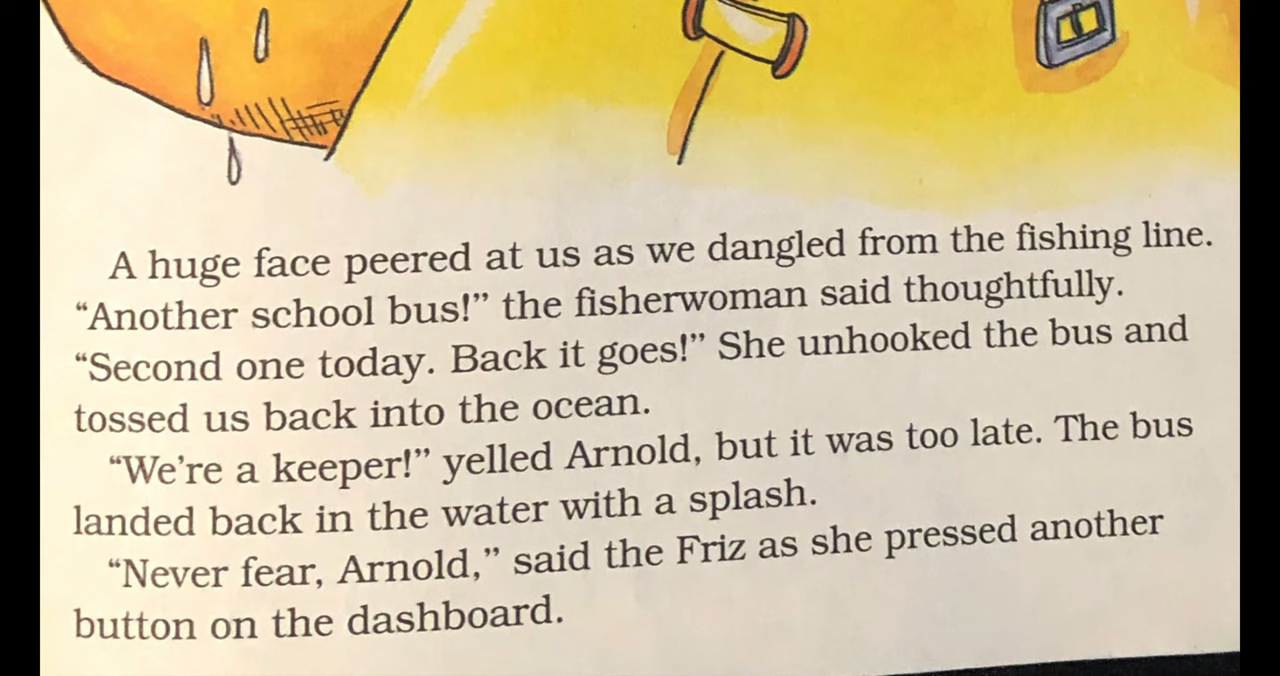 A huge face peered at us as we dangled from the fishing line.
“Another school bus!” the fisherwoman said thoughtfully.
“Second one today. Back it goes!” She unhooked the bus and
tossed us back into the ocean.
“We’re a keeper!” yelled Arnold, but it was too late. The bus
landed back in the water with a splash.
“Never fear, Arnold,” said the Friz as she pressed another
button on the dashboard.